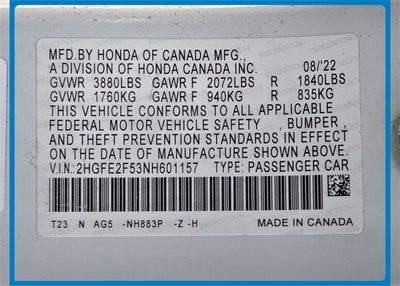 MFD.BY HONDA OF CANADA MFG.,
A DIVISION OF HONDA CANADA INC. 08/'22
GVWR 3880LBS GAWR F 2072LBS R 1840LBS
GVWR 1760KG GAWR F 940KG R 835KG
THIS VEHICLE CONFORMS TO ALL APPLICABLE
FEDERAL MOTOR VEHICLE SAFETY , BUMPER ,
AND THEFT PREVENTION STANDARDS IN EFFECT
ON THE DATE OF MANUFACTURE SHOWN ABOVE.
V.I.N.: 2HGFE2F53NH601157 TYPE: PASSENGER CAR
T23 N AG5 -NH883P -Z -H MADE IN CANADA